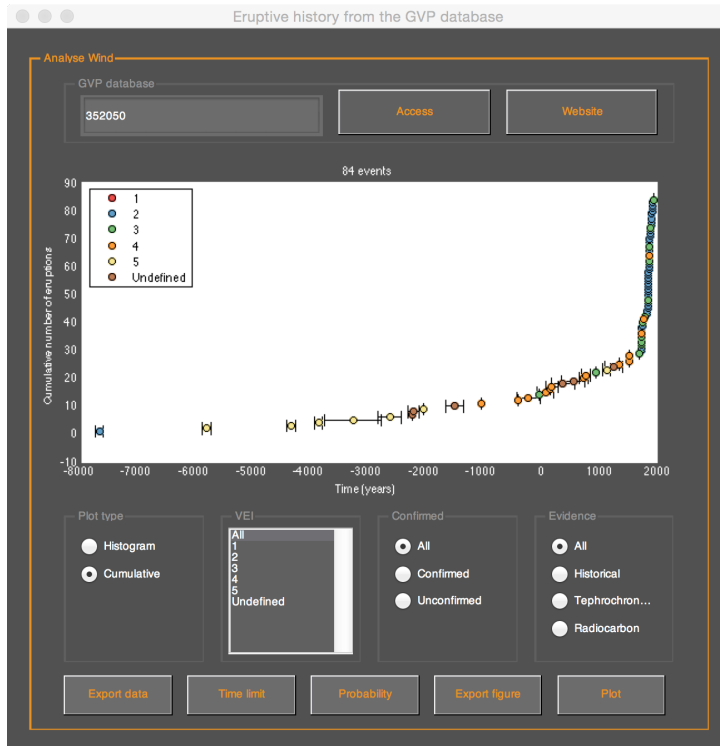 Eruptive history from the GVP database
Analyse Wind
GVP database
352050
Access
Website
84 events
90
80
70
60
50
40
30
20
10
0
-10
Cumulative number of eruptions
1
2
3
4
5
Undefined
-8000 -7000 -6000 -5000 -4000 -3000 -2000 -1000 0 1000 2000
Time (years)
Plot type
Histogram
Cumulative
VEI
All
1
2
3
4
5
Undefined
Confirmed
All
Confirmed
Unconfirmed
Evidence
All
Historical
Tephrochron...
Radiocarbon
Export data
Time limit
Probability
Export figure
Plot